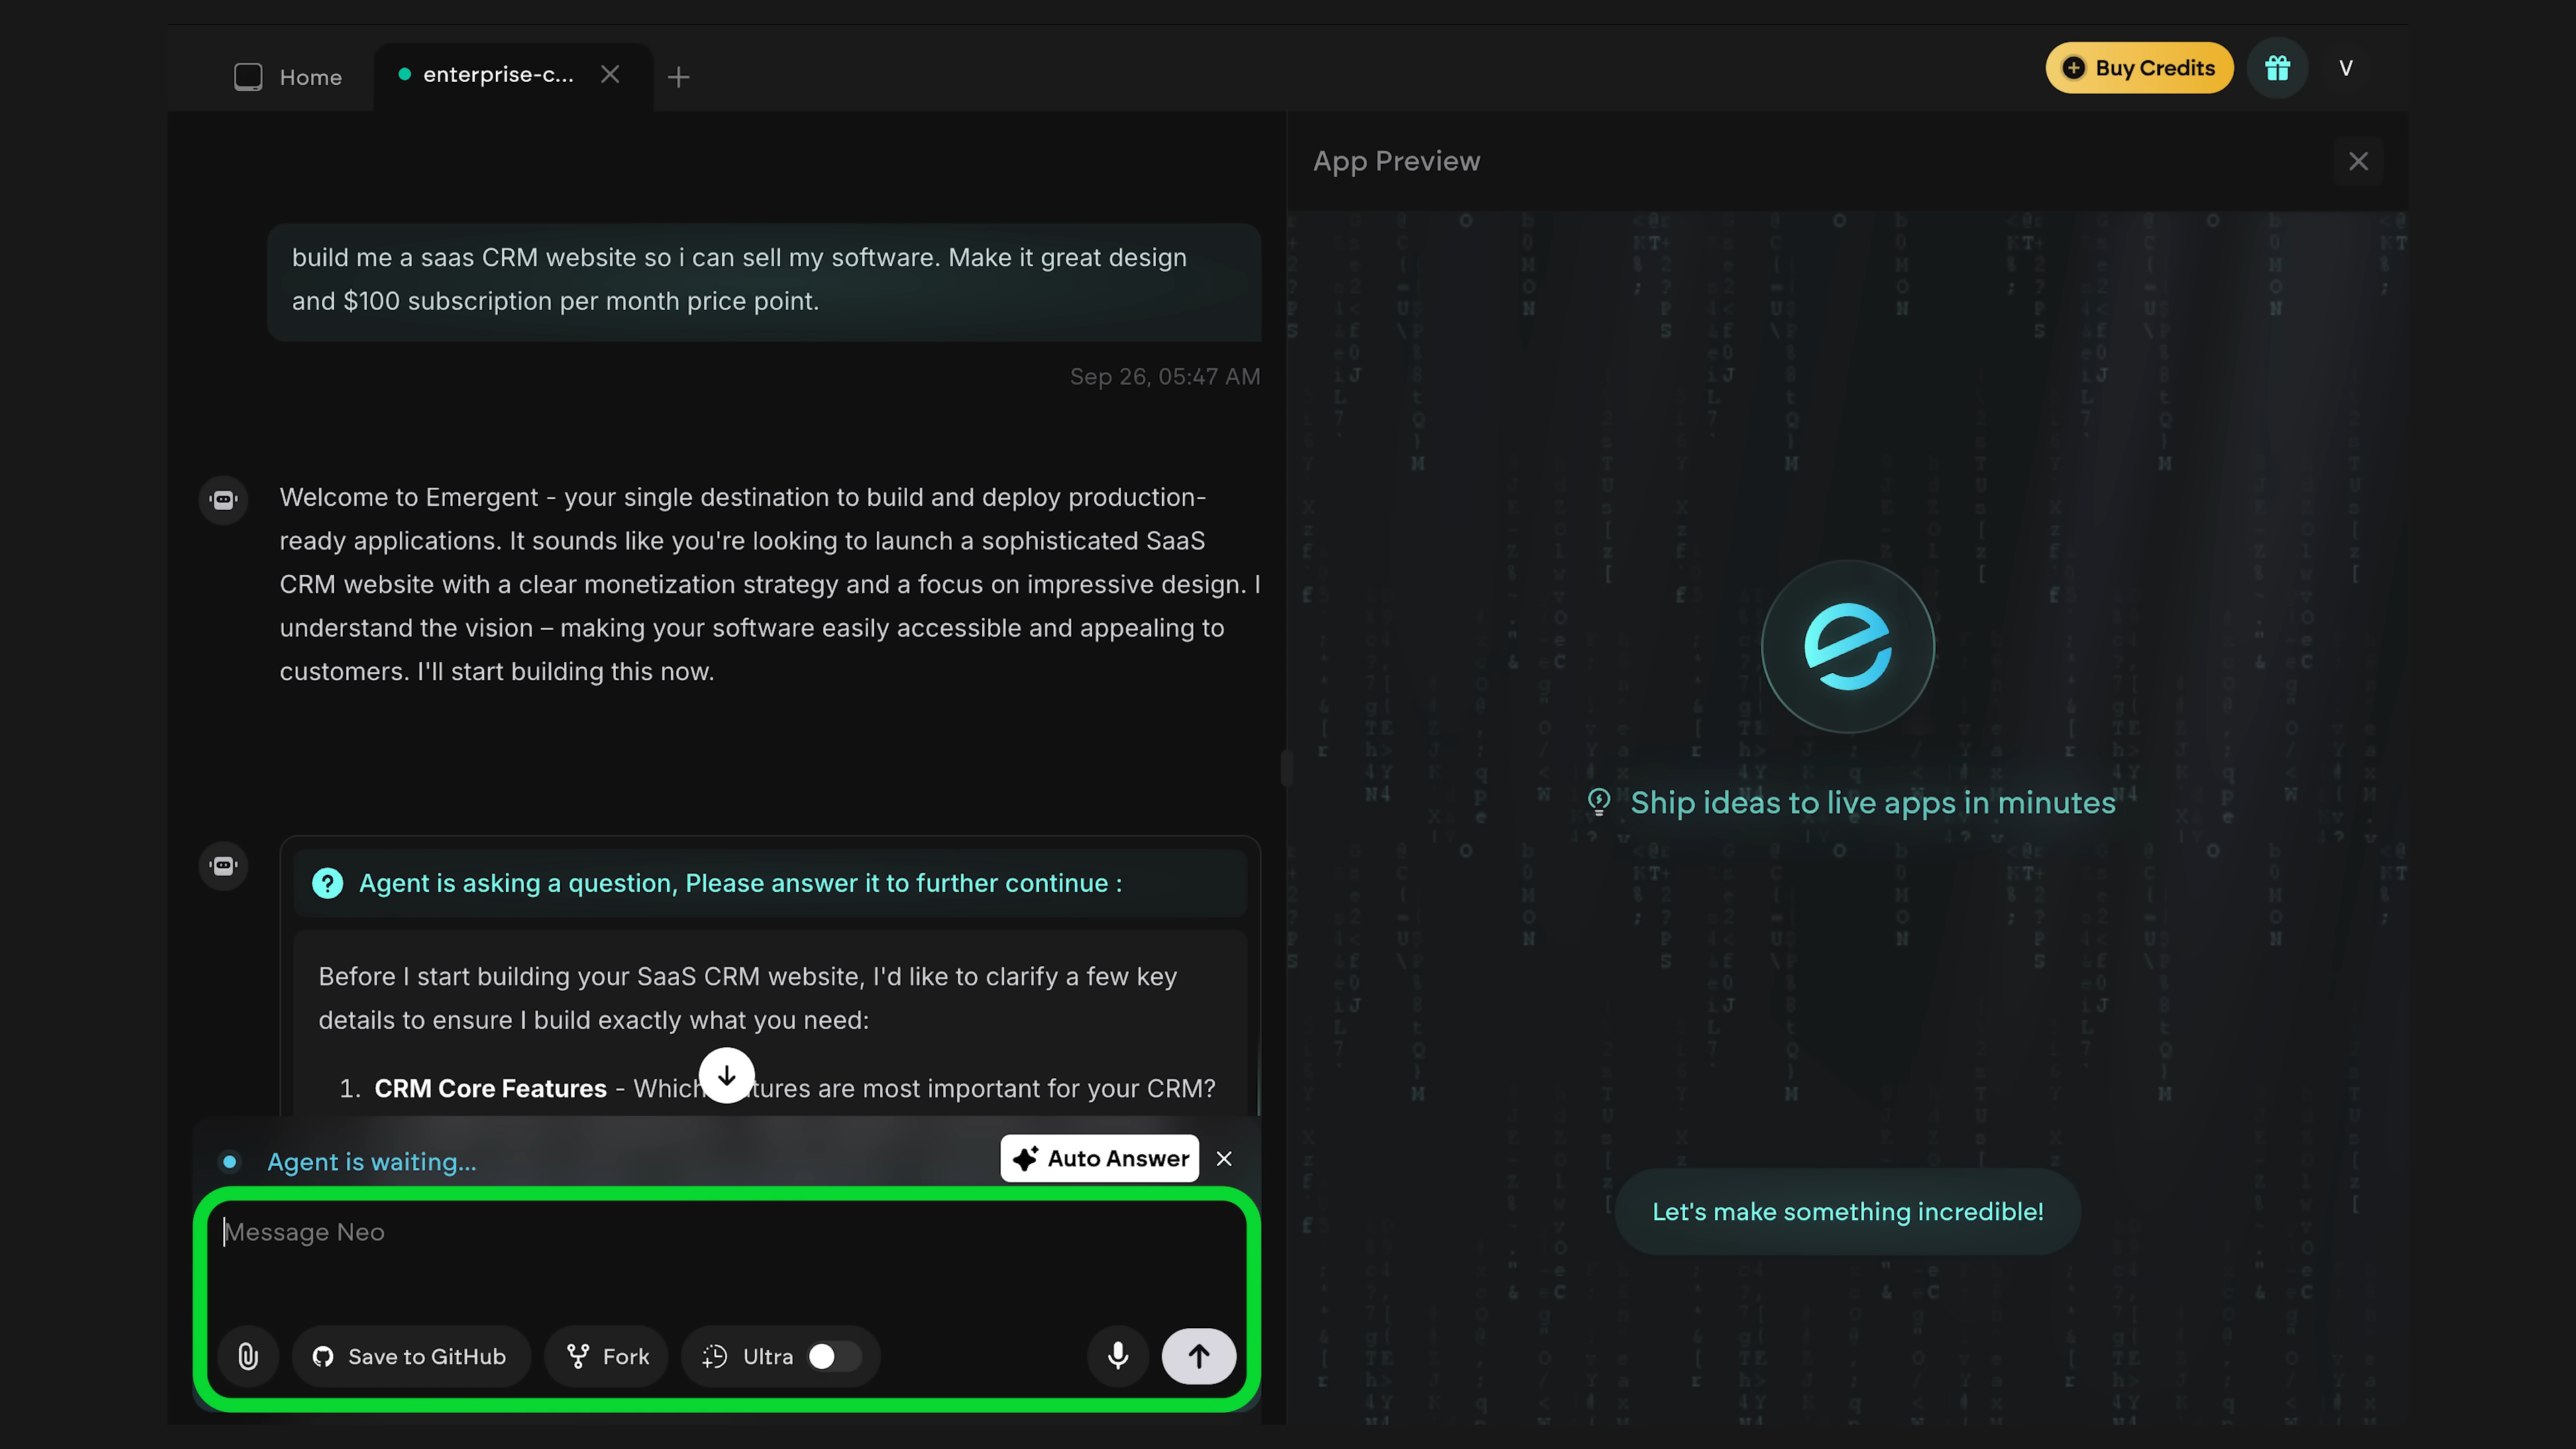 Home
enterprise-c...
Buy Credits
V
App Preview
build me a saas CRM website so i can sell my software. Make it great design
and $100 subscription per month price point.
Sep 26, 05:47 AM
Welcome to Emergent - your single destination to build and deploy production-
ready applications. It sounds like you're looking to launch a sophisticated SaaS
CRM website with a clear monetization strategy and a focus on impressive design. I
understand the vision – making your software easily accessible and appealing to
customers. I'll start building this now.
Agent is asking a question, Please answer it to further continue :
Before I start building your SaaS CRM website, I'd like to clarify a few key
details to ensure I build exactly what you need:
1. CRM Core Features - Which tures are most important for your CRM?
Agent is waiting...
Auto Answer
Message Neo
Save to GitHub
Fork
Ultra
Ship ideas to live apps in minutes
Let's make something incredible!